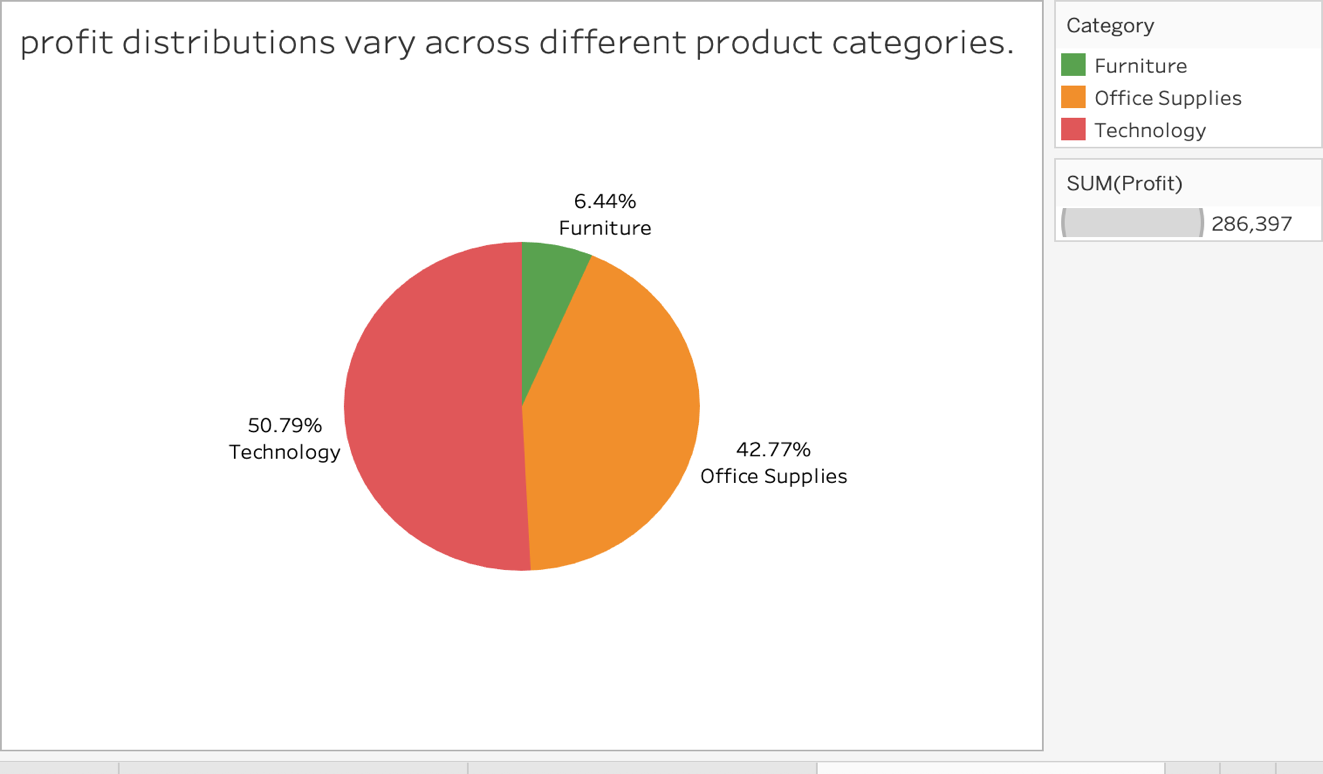 profit distributions vary across different product categories.
6.44%
Furniture
50.79%
Technology
42.77%
Office Supplies
Category
Furniture
Office Supplies
Technology
SUM(Profit)
286,397